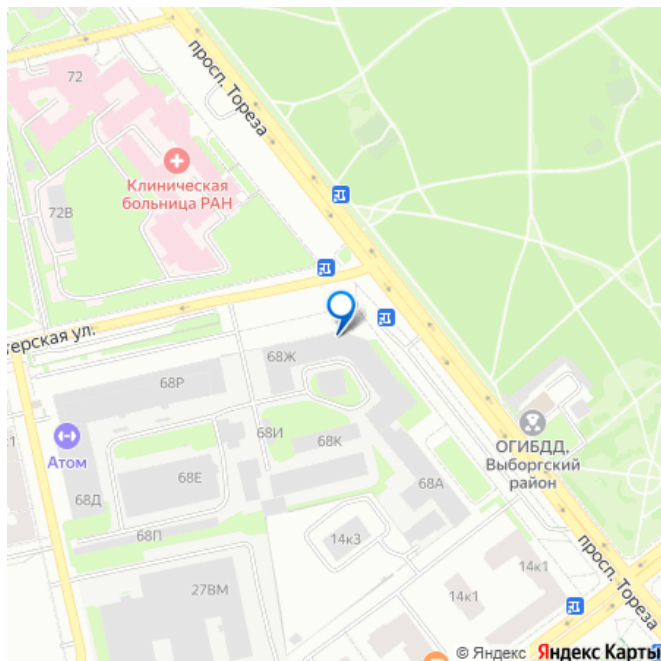 72
просп. Тореза
Клиническая
больница РАН
72В
терская ул.
68Ж
68Р
68И
68К
Атом
68Е
68А
68Д
68П
14к3
27ВМ
ОГИБДД,
Выборгский
район
14к1
14к1
просп. Тореза
© Яндекс Яндекс Карты